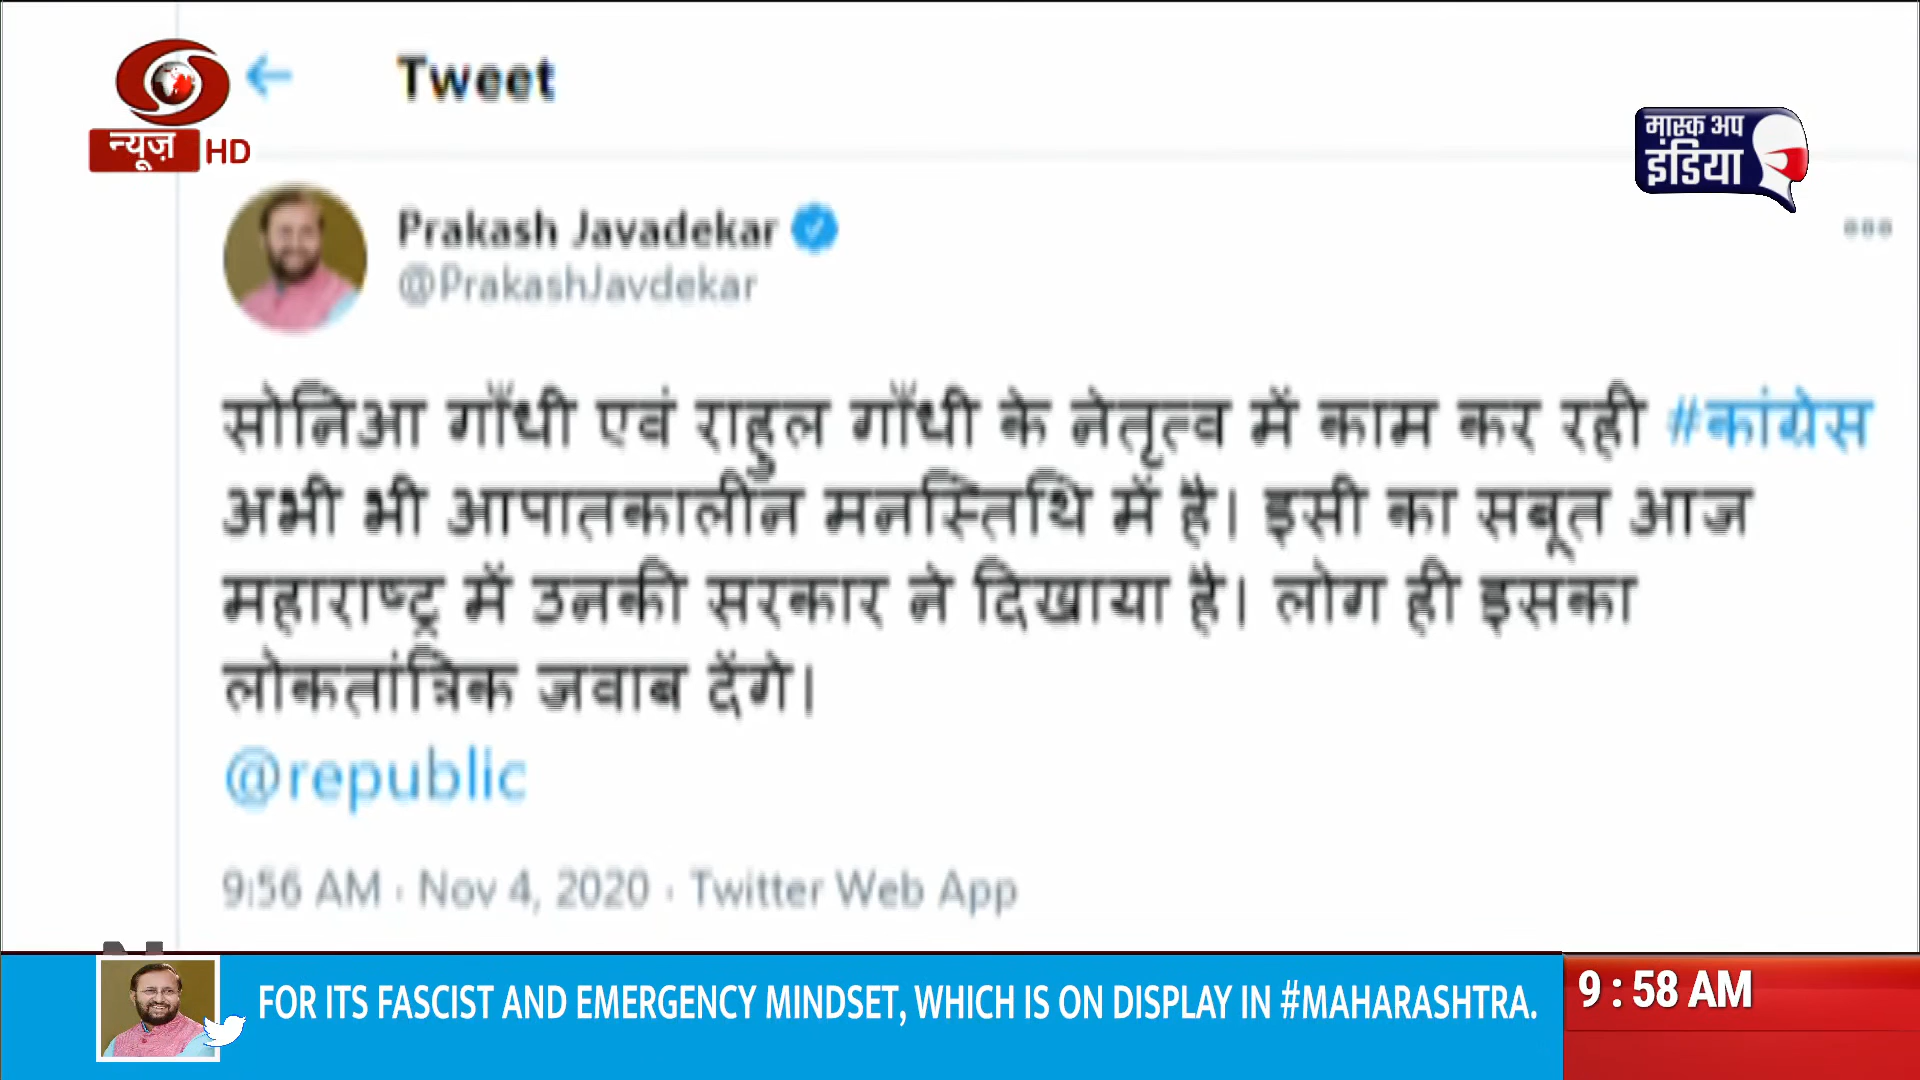 न्यूज़ HD
Tweet
मास्क अप
इंडिया
Prakash Javadekar
@PrakashJavdekar
सोनिआ गाँधी एवं राहुल गाँधी के नेतृत्व में काम कर रही #कांग्रेस
अभी भी आपातकालीन मनस्तिथि में है। इसी का सबूत आज
महाराष्ट्र में उनकी सरकार ने दिखाया है। लोग ही इसका
लोकतांत्रिक जवाब देंगे।
@republic
9:56 AM · Nov 4, 2020 · Twitter Web App
FOR ITS FASCIST AND EMERGENCY MINDSET, WHICH IS ON DISPLAY IN #MAHARASHTRA.
9 : 58 AM